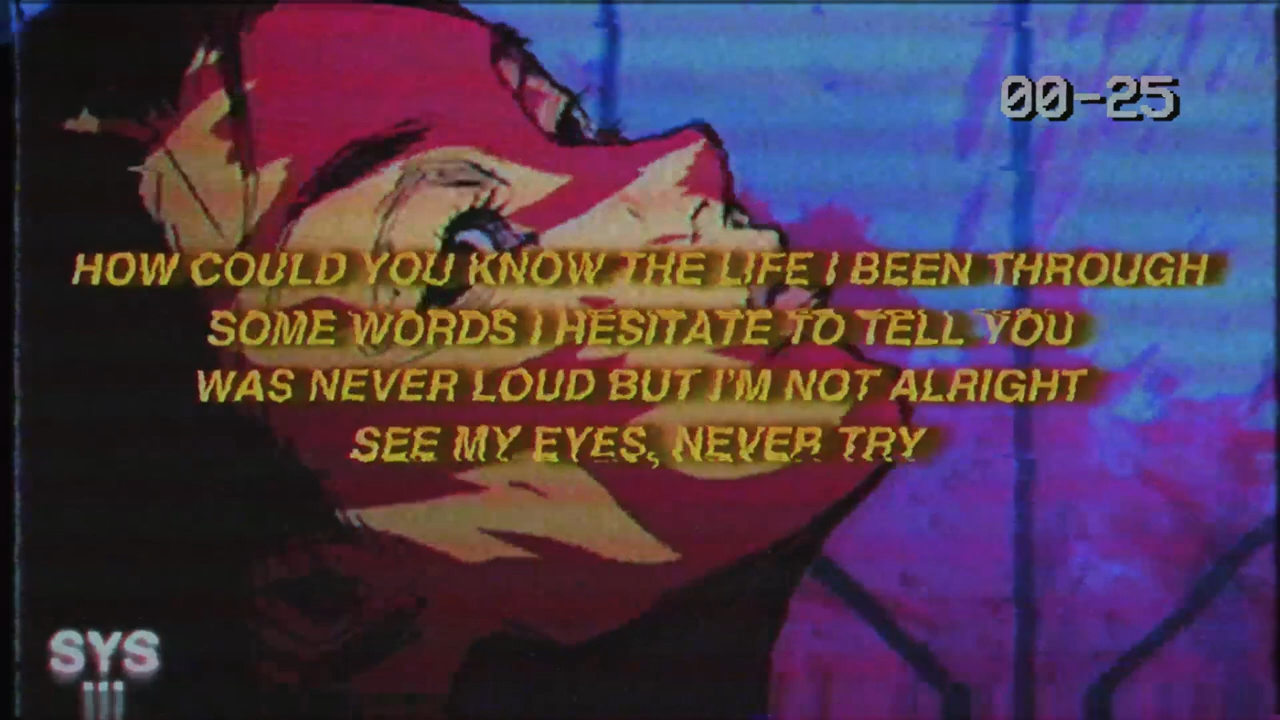 00-25
HOW COULD YOU KNOW THE LIFE I BEEN THROUGH
SOME WORDS I HESITATE TO TELL YOU
WAS NEVER LOUD BUT I'M NOT ALRIGHT
SEE MY EYES, NEVER TRY
SYS